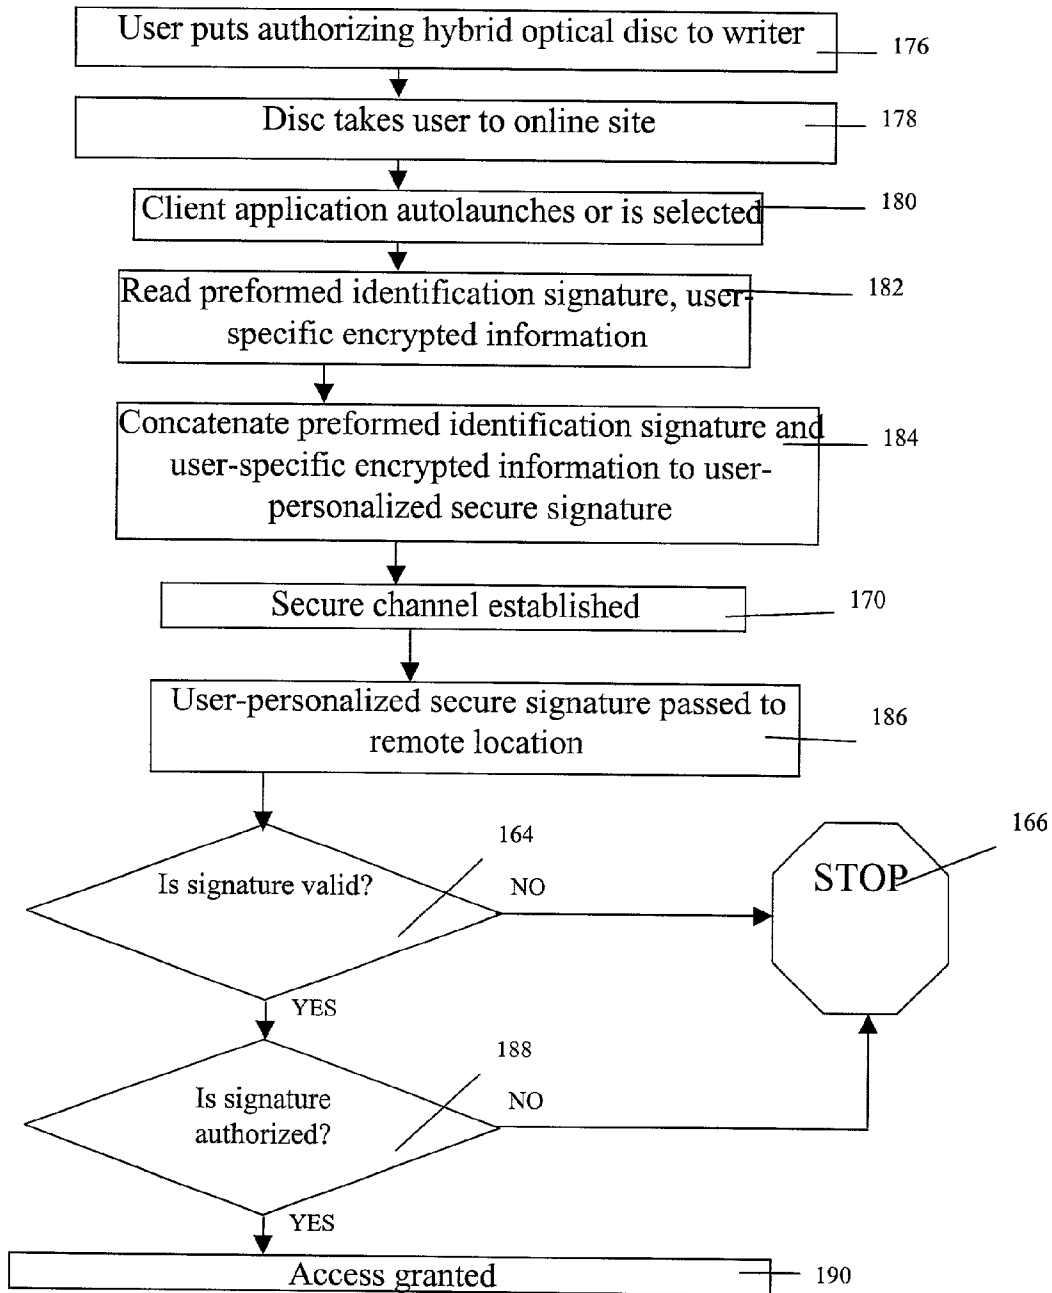 User puts authorizing hybrid optical disc to writer
176
Disc takes user to online site
178
Client application autolaunches or is selected
180
Read preformed identification signature, user-
specific encrypted information
182
Concatenate preformed identification signature and
user-specific encrypted information to user-
personalized secure signature
184
Secure channel established
170
User-personalized secure signature passed to
remote location
186
Is signature valid?
164
NO
STOP
166
YES
Is signature
authorized?
188
NO
YES
Access granted
190